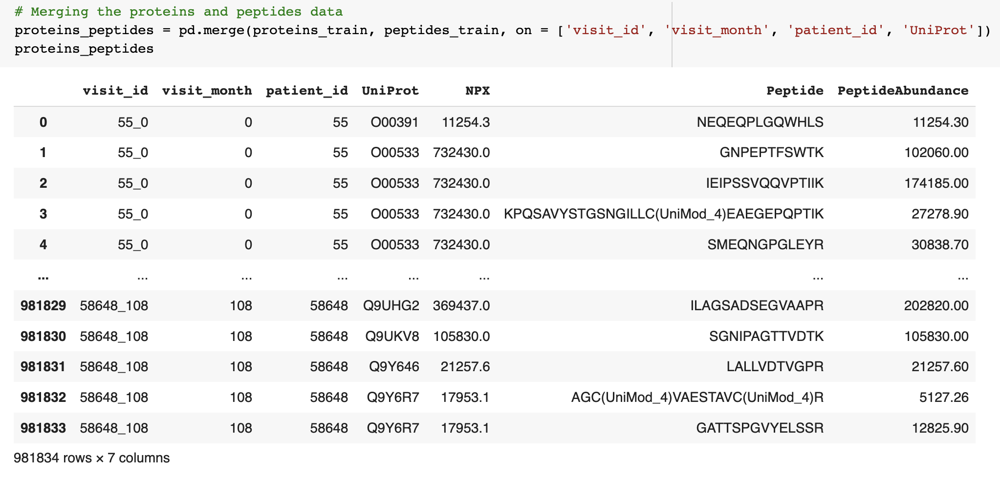 # Merging the proteins and peptides data
proteins_peptides = pd.merge(proteins_train, peptides_train, on = ['visit_id', 'visit_month', 'patient_id', 'UniProt'])
proteins_peptides
visit_id visit_month patient_id UniProt NPX Peptide PeptideAbundance
0 55_0 0 55 O00391 11254.3 NEQEQPLGQWHLS 11254.30
1 55_0 0 55 O00533 732430.0 GNPEPTFSWTK 102060.00
2 55_0 0 55 O00533 732430.0 IEIPSSVQQVPTIIK 174185.00
3 55_0 0 55 O00533 732430.0 KPQSAVYSTGSNGILLC(UniMod_4)EAEGEPQPTIK 27278.90
4 55_0 0 55 O00533 732430.0 SMEQNGPGLEYR 30838.70
... ... ... ... ... ... ... ...
981829 58648_108 108 58648 Q9UHG2 369437.0 ILAGSADSEGVAAPR 202820.00
981830 58648_108 108 58648 Q9UKV8 105830.0 SGNIPAGTTVDTK 105830.00
981831 58648_108 108 58648 Q9Y646 21257.6 LALLVDTVGPR 21257.60
981832 58648_108 108 58648 Q9Y6R7 17953.1 AGC(UniMod_4)VAESTAVC(UniMod_4)R 5127.26
981833 58648_108 108 58648 Q9Y6R7 17953.1 GATTSPGVYELSSR 12825.90
981834 rows × 7 columns